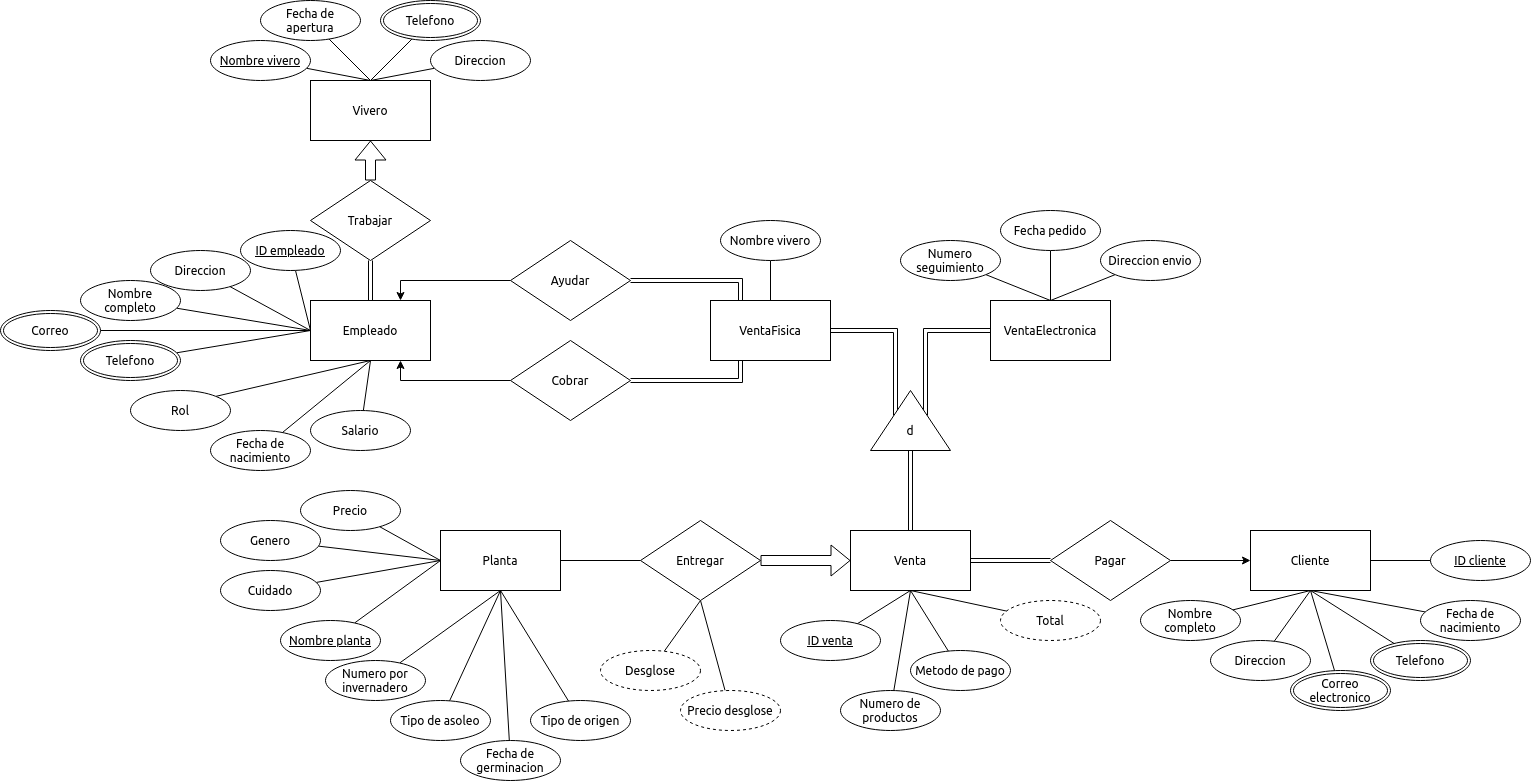 Fecha de
apertura
Telefono
Nombre vivero
Direccion
Vivero
Trabajar
ID empleado
Direccion
Nombre
completo
Correo
Telefono
Empleado
Rol
Fecha de
nacimiento
Salario
Ayudar
Cobrar
Nombre vivero
VentaFisica
Fecha pedido
Numero
seguimiento
Direccion envio
VentaElectronica
d
Precio
Genero
Cuidado
Nombre planta
Planta
Numero por
invernadero
Tipo de asoleo
Fecha de
germinacion
Tipo de origen
Entregar
Desglose
Precio desglose
Venta
ID venta
Numero de
productos
Metodo de pago
Total
Pagar
Cliente
ID cliente
Nombre
completo
Direccion
Correo
electronico
Telefono
Fecha de
nacimiento